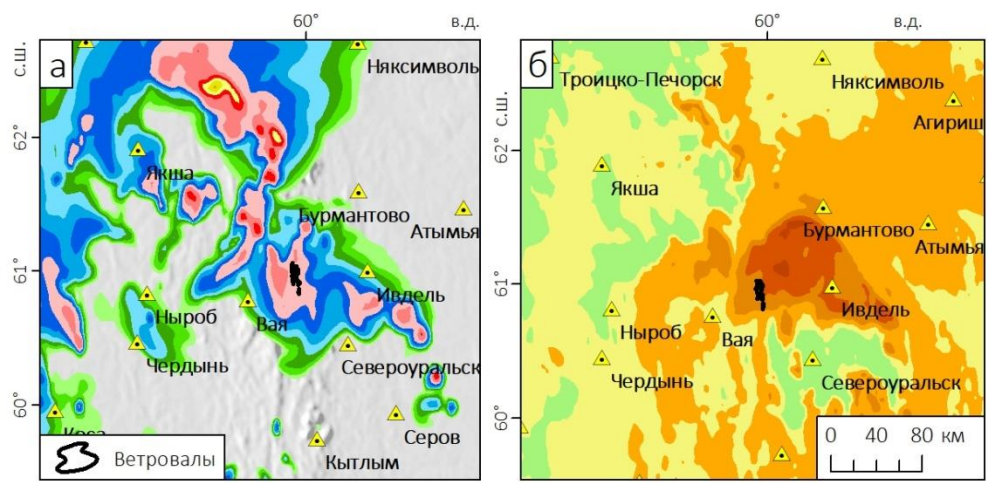 60° в.д. 60° в.д.
с.ш. а Няксимволь с.ш. б Троицко-Печорск Няксимволь
Агириш
62° Якша 62° Якша
Бурмантово Бурмантово
Атымья Атымья
61° Ивдель 61° Ивдель
Ныроб Вая Ныроб Вая
Чердынь Североуральск Чердынь Североуральск
60° Серов 60°
0 40 80 км
Ветровалы Кытлым